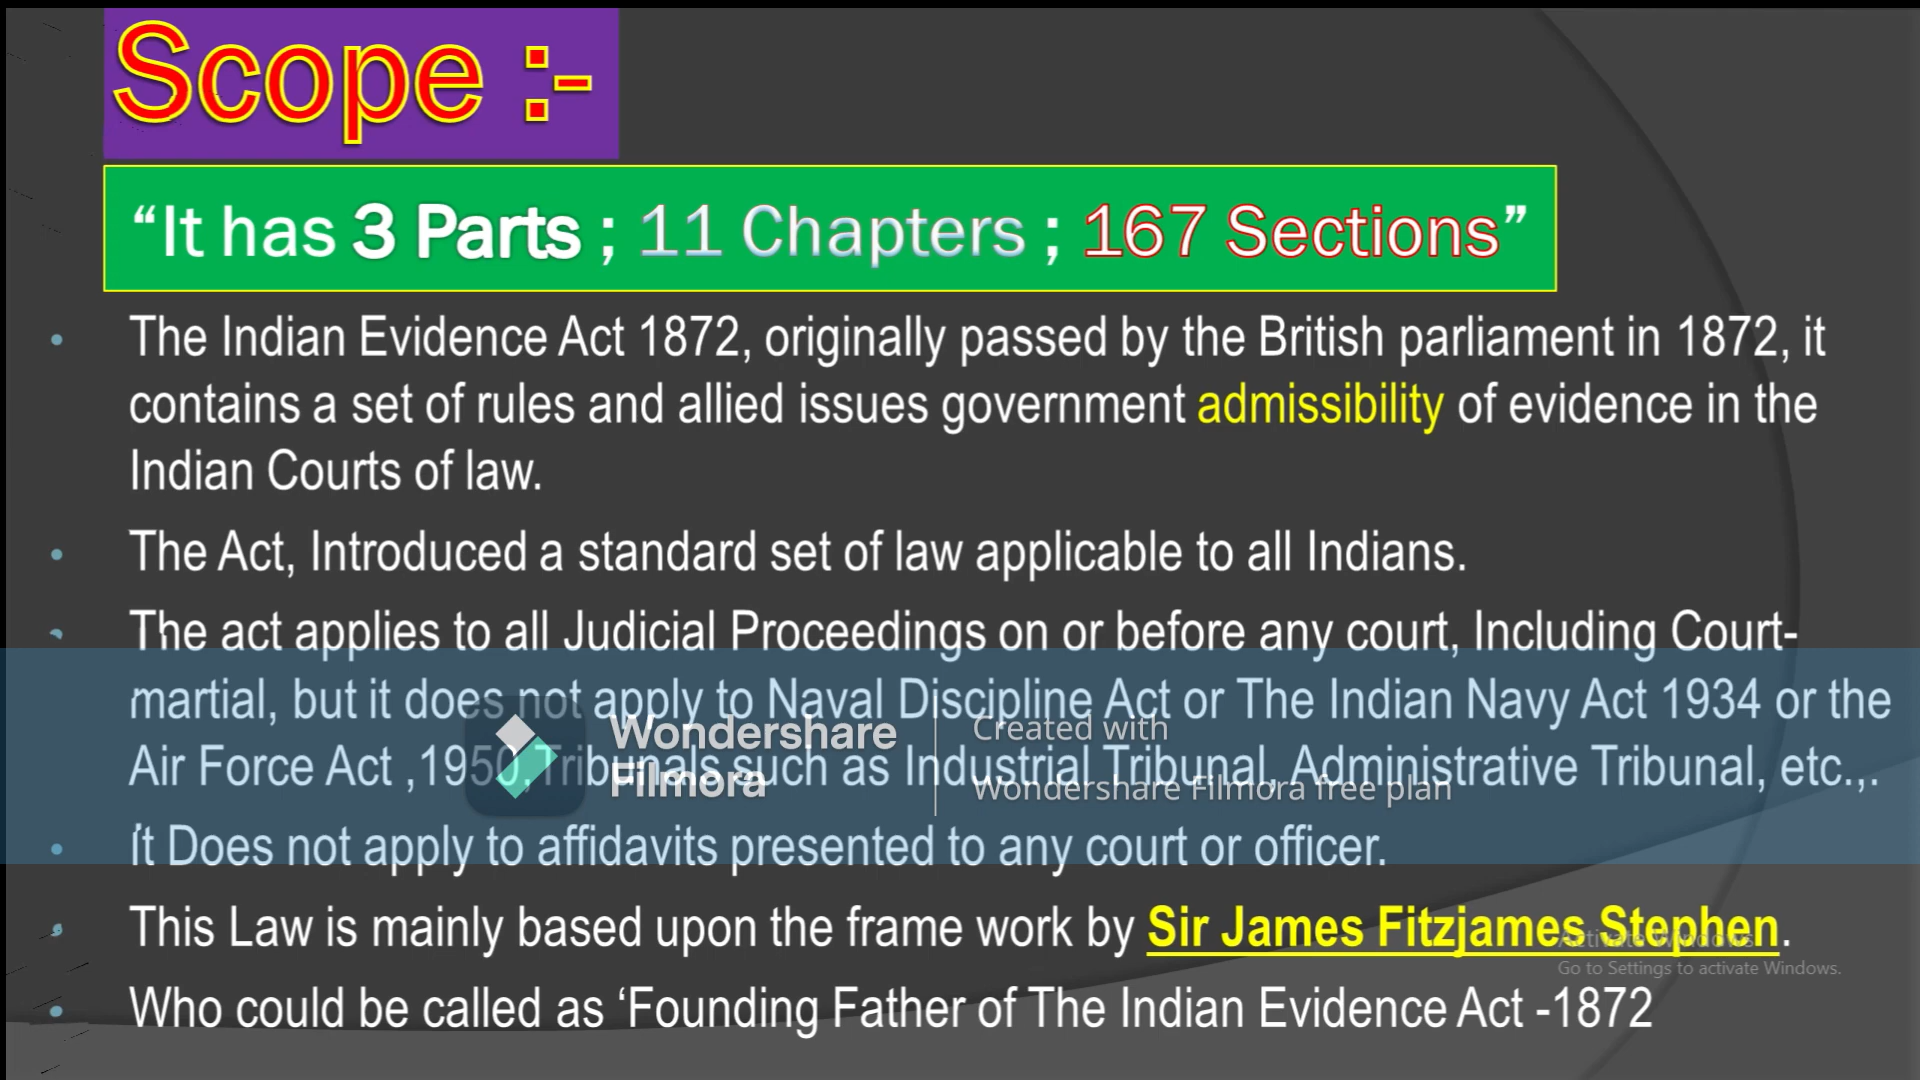 Scope :-
“It has 3 Parts ; 11 Chapters ; 167 Sections”
• The Indian Evidence Act 1872, originally passed by the British parliament in 1872, it
contains a set of rules and allied issues government admissibility of evidence in the
Indian Courts of law.
• The Act, Introduced a standard set of law applicable to all Indians.
• The act applies to all Judicial Proceedings on or before any court, Including Court-
martial, but it does not apply to Naval Discipline Act or The Indian Navy Act 1934 or the
Air Force Act ,1950,Tribunals such as Industrial Tribunal, Administrative Tribunal, etc.,.
Wondershare
Filmora
Created with
Wondershare Filmora free plan
• It Does not apply to affidavits presented to any court or officer.
• This Law is mainly based upon the frame work by Sir James Fitzjames Stephen.
Activate Windows
Go to Settings to activate Windows.
• Who could be called as ‘Founding Father of The Indian Evidence Act -1872